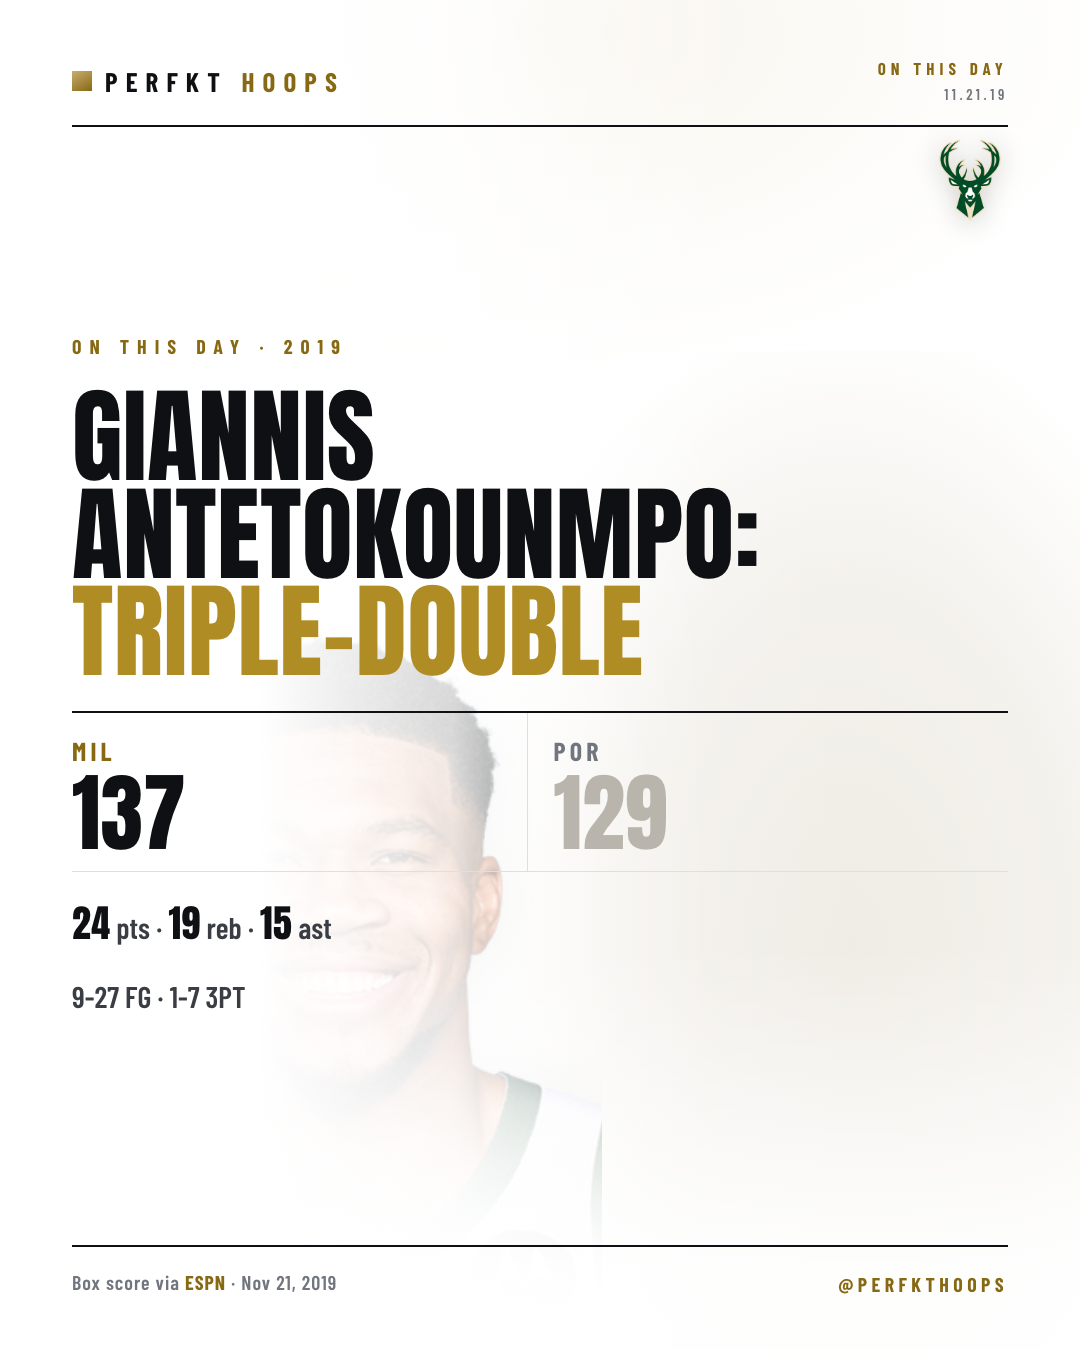 PERFKT HOOPS
ON THIS DAY
11.21.19
ON THIS DAY · 2019
GIANNIS
ANTETOKOUNMPO:
TRIPLE-DOUBLE
MIL
137
POR
129
24 pts · 19 reb · 15 ast
9-27 FG · 1-7 3PT
Box score via ESPN · Nov 21, 2019
@PERFKTHOOPS